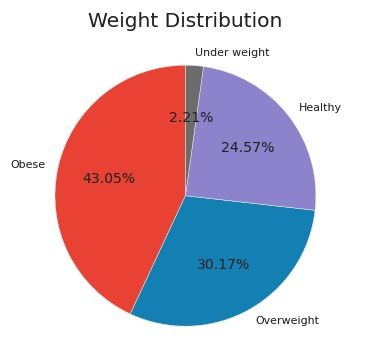 Weight Distribution
Under weight
2.21%
Healthy
24.57%
Obese
43.05%
30.17%
Overweight